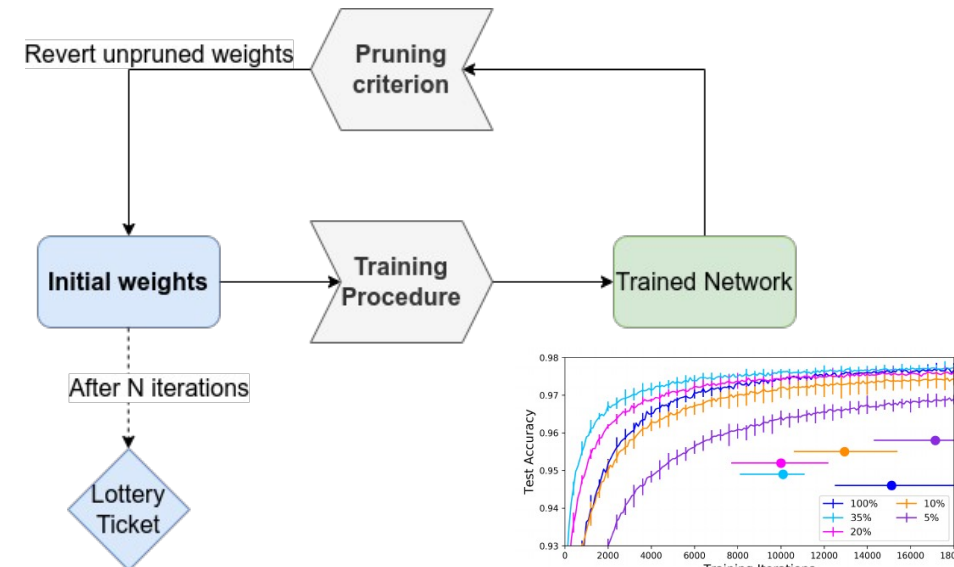 Revert unpruned weights
Pruning
criterion
Initial weights
Training
Procedure
Trained Network
After N iterations
Lottery
Ticket
0.98
0.97
0.96
0.95
0.94
0.93
Test Accuracy
100%
35%
20%
10%
5%
0
2000
4000
6000
8000
10000
12000
14000
16000
Training Iterations